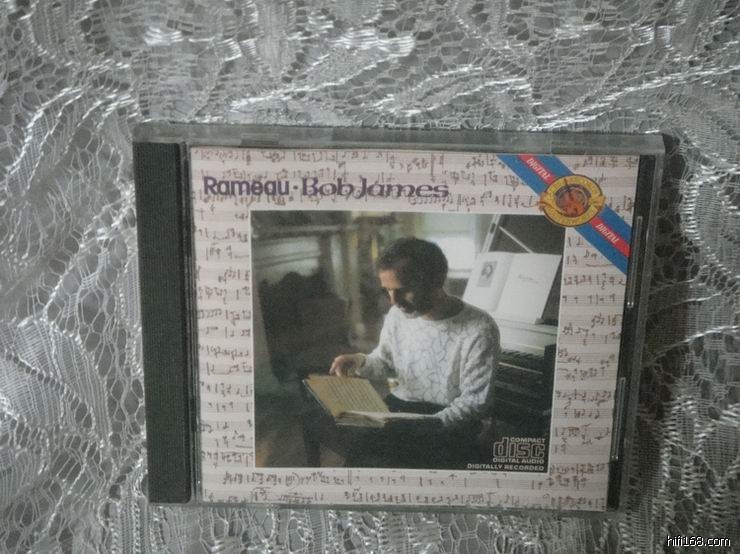 Rameau · Bob James
DIGITAL
DIGITAL
COMPACT
disc
DIGITAL AUDIO
DIGITALLY RECORDED
hifi168.com